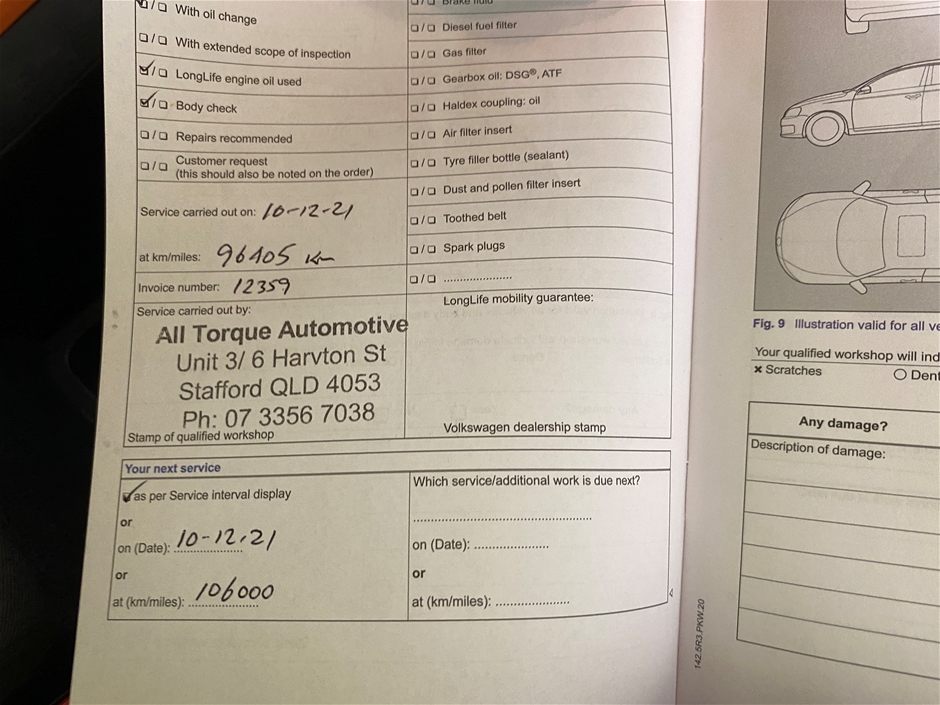 ☑/☐ With oil change
☐/☐ With extended scope of inspection
☑/☐ LongLife engine oil used
☑/☐ Body check
☐/☐ Repairs recommended
☐/☐ Customer request
(this should also be noted on the order)
Service carried out on: 10-12-21
at km/miles: 96405 Km
Invoice number: 12359
Service carried out by:
All Torque Automotive
Unit 3/ 6 Harvton St
Stafford QLD 4053
Ph: 07 3356 7038
Stamp of qualified workshop
☐/☐ Brake fluid
☐/☐ Diesel fuel filter
☐/☐ Gas filter
☐/☐ Gearbox oil: DSG®, ATF
☐/☐ Haldex coupling: oil
☐/☐ Air filter insert
☐/☐ Tyre filler bottle (sealant)
☐/☐ Dust and pollen filter insert
☐/☐ Toothed belt
☐/☐ Spark plugs
☐/☐ ......................
LongLife mobility guarantee:
Volkswagen dealership stamp
Your next service
☑ as per Service interval display
or
on (Date): 10-12-21
or
at (km/miles): 106000
Which service/additional work is due next?
......................................................
on (Date): ......................
or
at (km/miles): ......................
142.5R3.PKW.20
Fig. 9 Illustration valid for all ve
Your qualified workshop will ind
× Scratches
○ Dent
Any damage?
Description of damage: